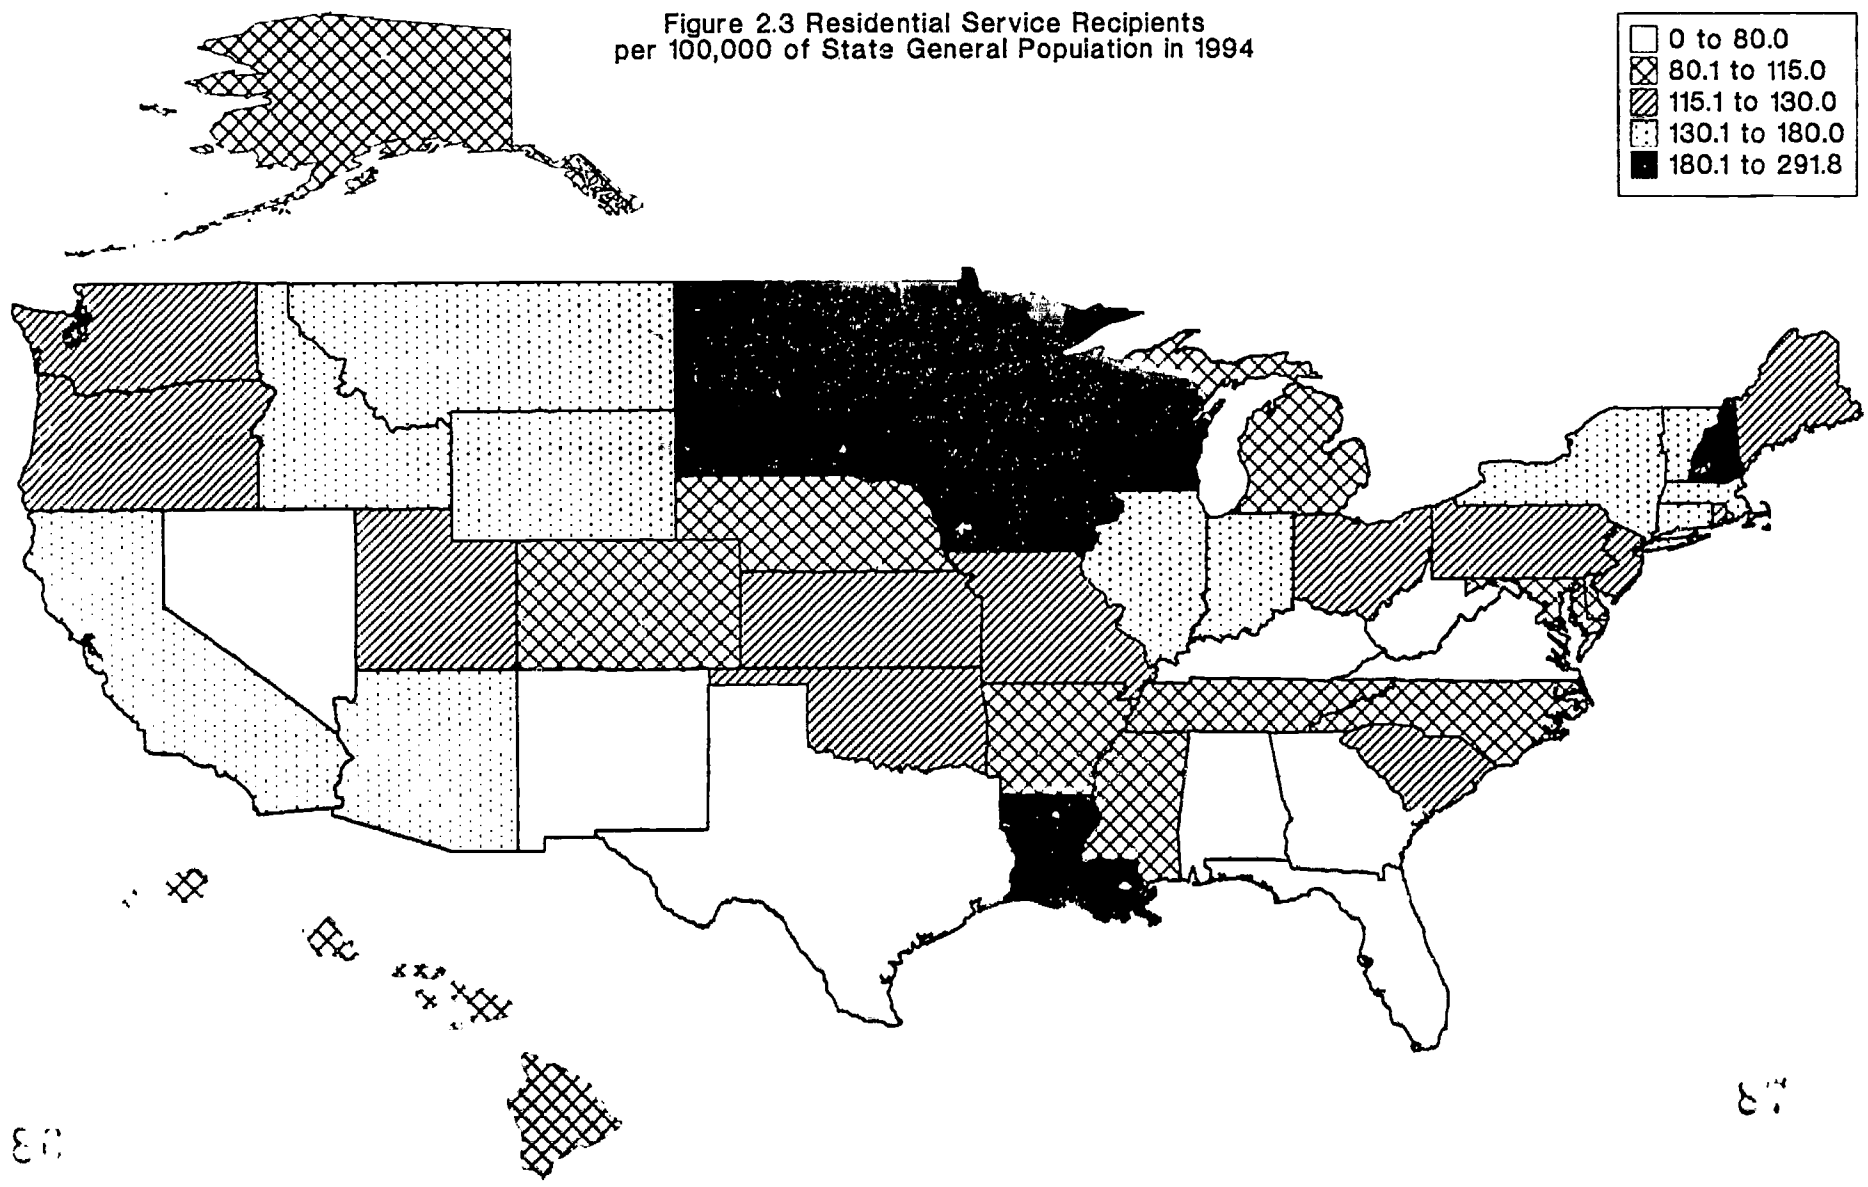 Figure 2.3 Residential Service Recipients
per 100,000 of State General Population in 1994
0 to 80.0
80.1 to 115.0
115.1 to 130.0
130.1 to 180.0
180.1 to 291.8